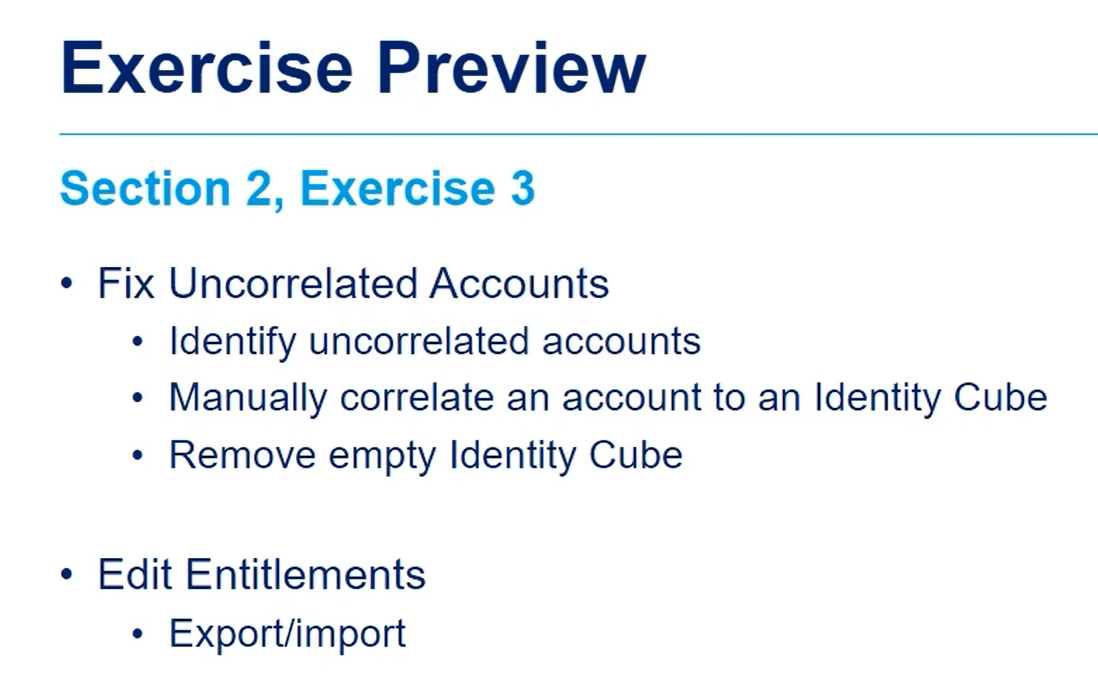 Exercise Preview
Section 2, Exercise 3
• Fix Uncorrelated Accounts
• Identify uncorrelated accounts
• Manually correlate an account to an Identity Cube
• Remove empty Identity Cube
• Edit Entitlements
• Export/import